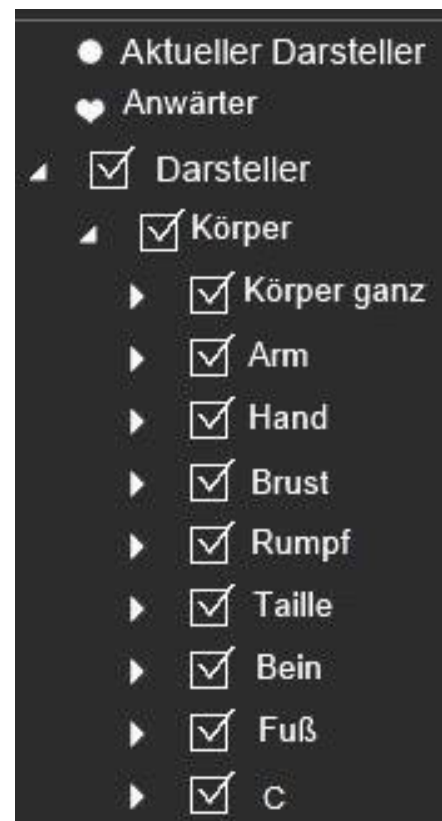 Aktueller Darsteller
Anwärter
Darsteller
Körper
Körper ganz
Arm
Hand
Brust
Rumpf
Taille
Bein
Fuß
C